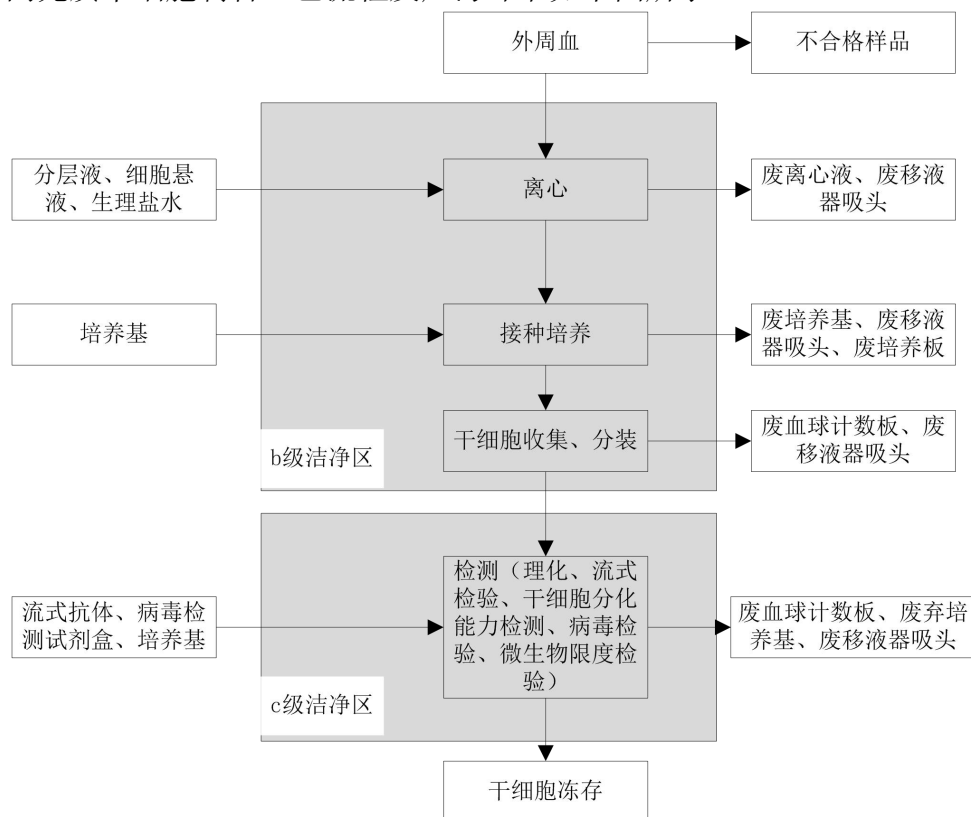 外周血
不合格样品
分层液、细胞悬
液、生理盐水
离心
废离心液、废移液
器吸头
培养基
接种培养
废培养基、废移液
器吸头、废培养板
干细胞收集、分装
废血球计数板、废
移液器吸头
b级洁净区
流式抗体、病毒检
测试剂盒、培养基
检测（理化、流式
检验、干细胞分化
能力检测、病毒检
验、微生物限度检
验）
废血球计数板、废弃培
养基、废移液器吸头
c级洁净区
干细胞冻存